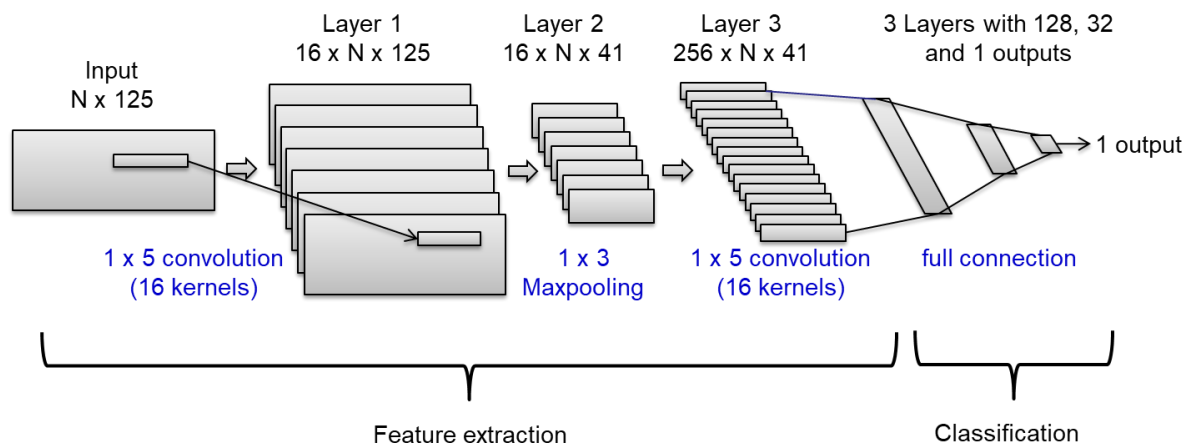 Input
N x 125
Layer 1
16 x N x 125
Layer 2
16 x N x 41
Layer 3
256 x N x 41
3 Layers with 128, 32
and 1 outputs
1 output
1 x 5 convolution
(16 kernels)
1 x 3
Maxpooling
1 x 5 convolution
(16 kernels)
full connection
Feature extraction
Classification